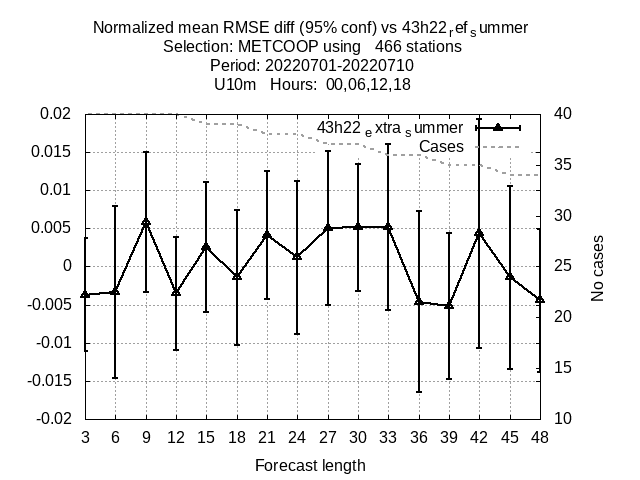 Normalized mean RMSE diff (95% conf) vs 43h22refsummer
Selection: METCOOP using 466 stations
Period: 20220701-20220710
U10m Hours: 00,06,12,18
43h22extrasummer
Cases
0.02
0.015
0.01
0.005
0
-0.005
-0.01
-0.015
-0.02
40
35
30
25
20
15
10
No cases
3 6 9 12 15 18 21 24 27 30 33 36 39 42 45 48
Forecast length